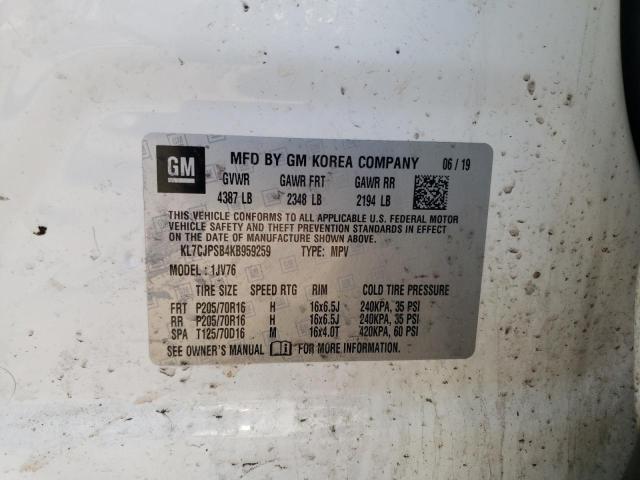 GM MFD BY GM KOREA COMPANY 06/19
GVWR GAWR FRT GAWR RR
4387 LB 2348 LB 2194 LB
THIS VEHICLE CONFORMS TO ALL APPLICABLE U.S. FEDERAL MOTOR
VEHICLE SAFETY, BUMPER, AND THEFT PREVENTION STANDARDS IN
EFFECT ON THE DATE OF MANUFACTURE SHOWN ABOVE.
KL7CJPSB4KB959259 TYPE: MPV
MODEL: 1JV76
TIRE SIZE SPEED RTG RIM COLD TIRE PRESSURE
FRT P205/70R16 H 16x6.5J 240KPA, 35 PSI
RR P205/70R16 H 16x6.5J 240KPA, 35 PSI
SPA T125/70D16 M 16x4.0T 420KPA, 60 PSI
SEE OWNER'S MANUAL FOR MORE INFORMATION.